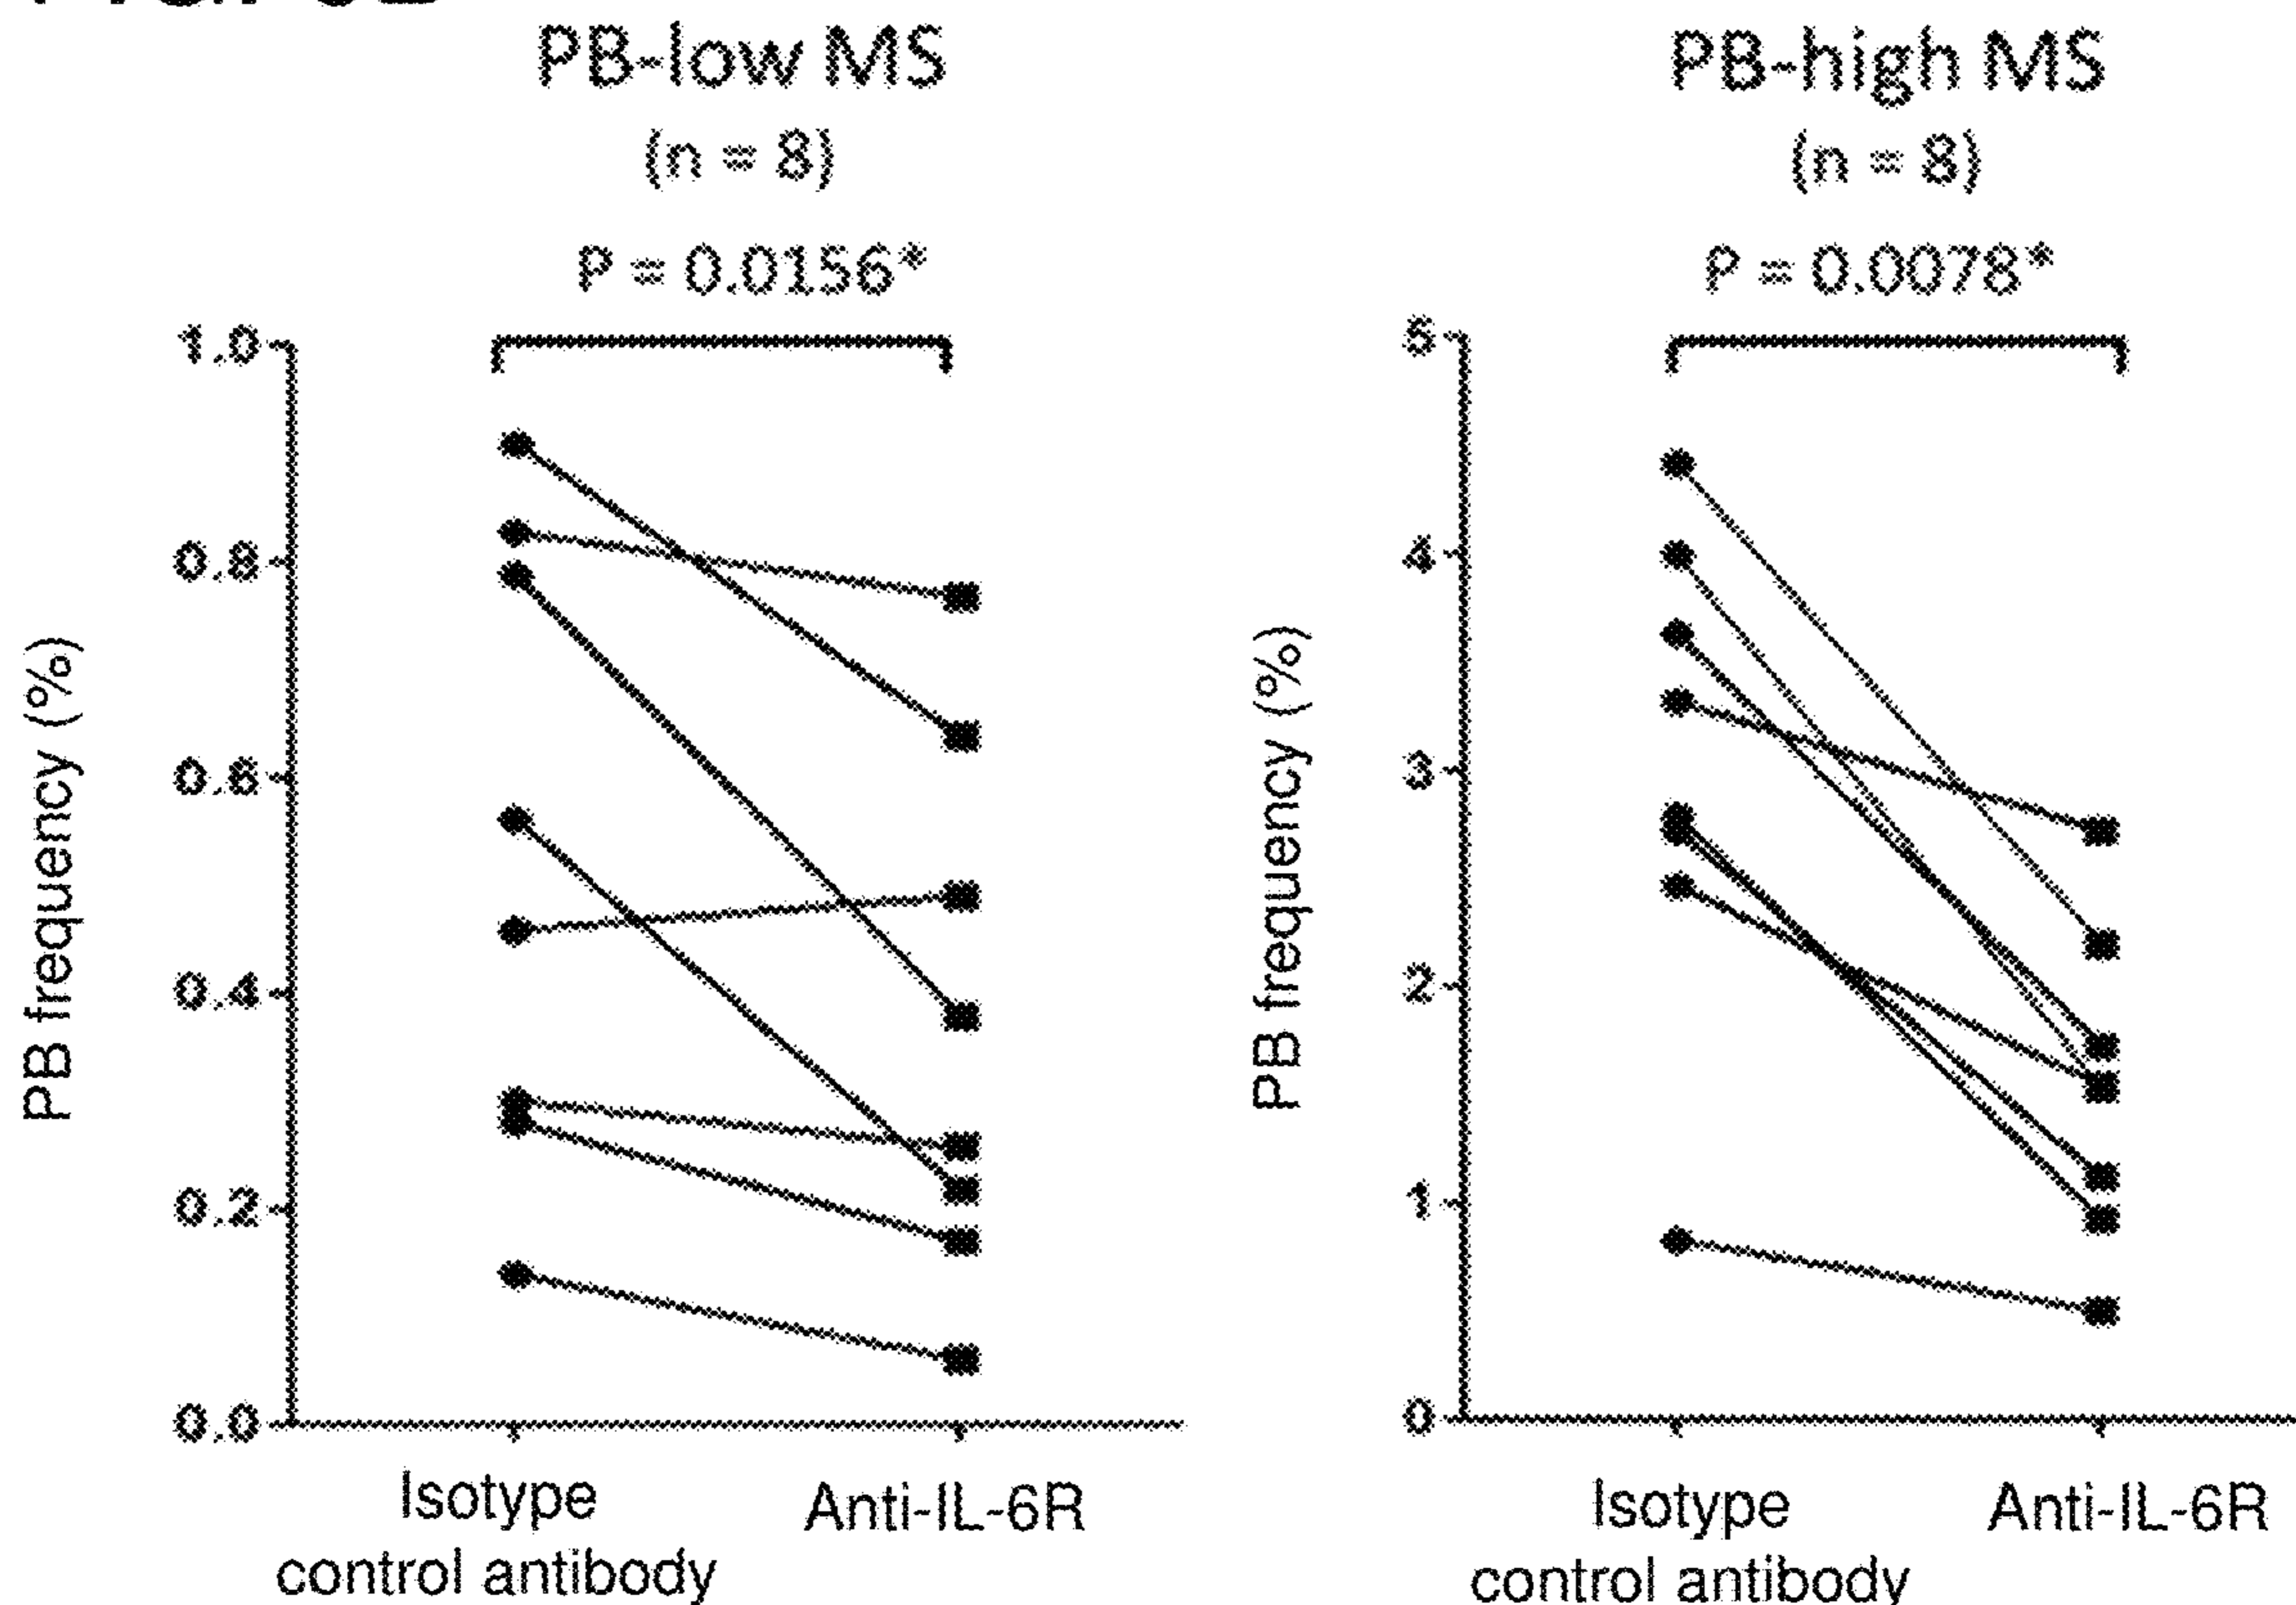 PB-low MS
(n = 8)
P = 0.0156*
1.0
0.8
0.6
0.4
0.2
0.0
PB frequency (%)
Isotype
control antibody
Anti-IL-6R
PB-high MS
(n = 8)
P = 0.0078*
5
4
3
2
1
0
PB frequency (%)
Isotype
control antibody
Anti-IL-6R